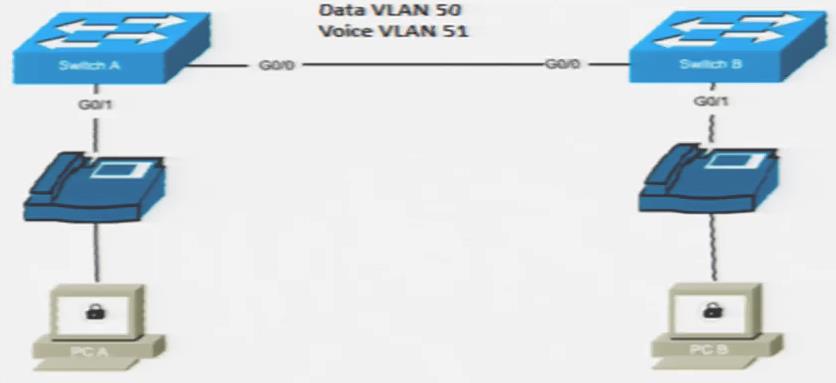 Data VLAN 50
Voice VLAN 51
Switch A
G0/0
G0/0
Switch B
G0/1
G0/1
PC A
PC B